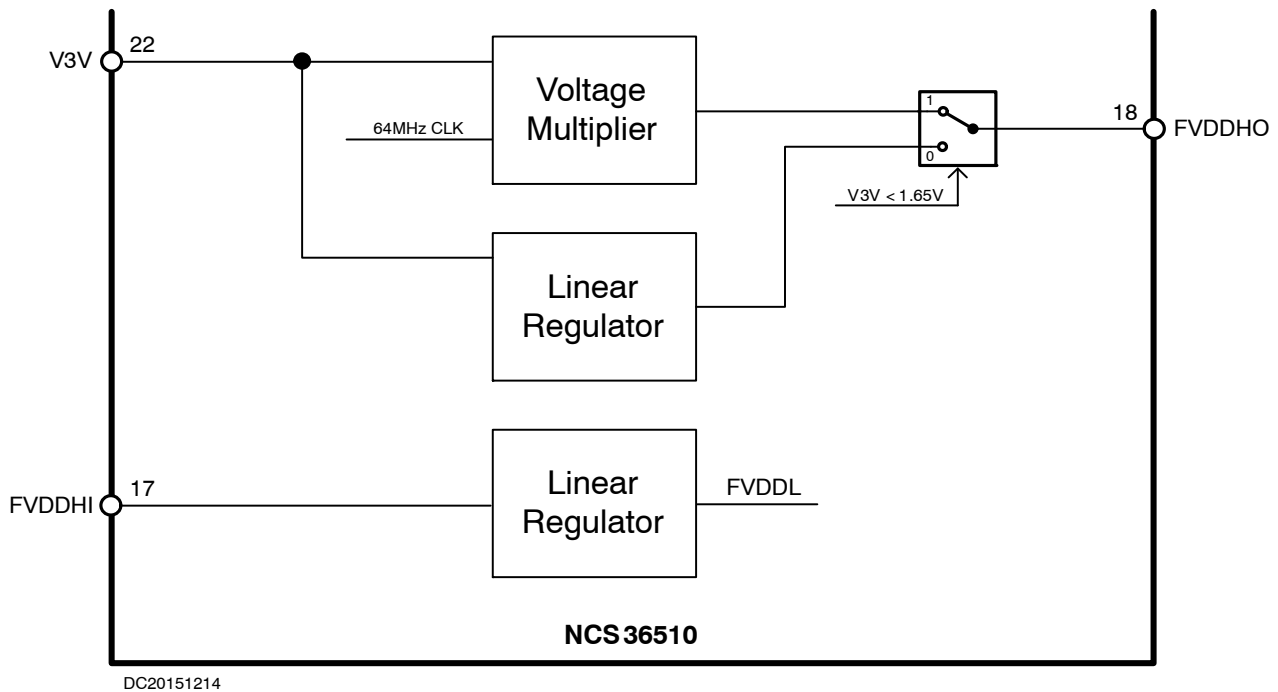 V3V
22
64MHz CLK
Voltage
Multiplier
1
0
18
FVDDHO
V3V < 1.65V
Linear
Regulator
FVDDHI
17
Linear
Regulator
FVDDL
NCS36510
DC20151214